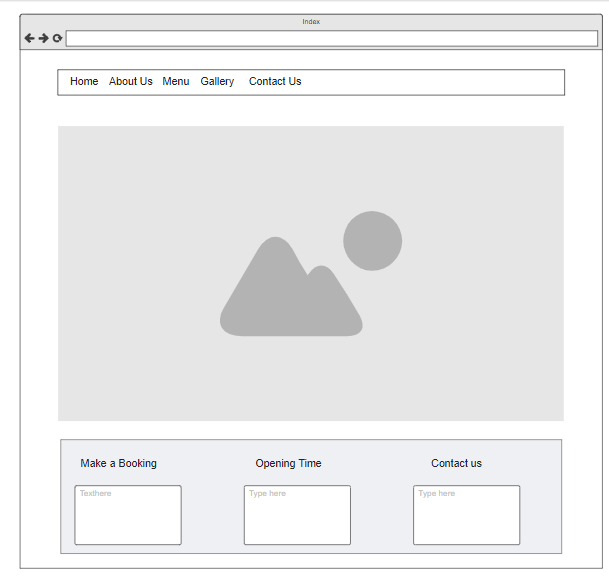 Index
Home About Us Menu Gallery Contact Us
Make a Booking Opening Time Contact us
Texthere Type here Type here